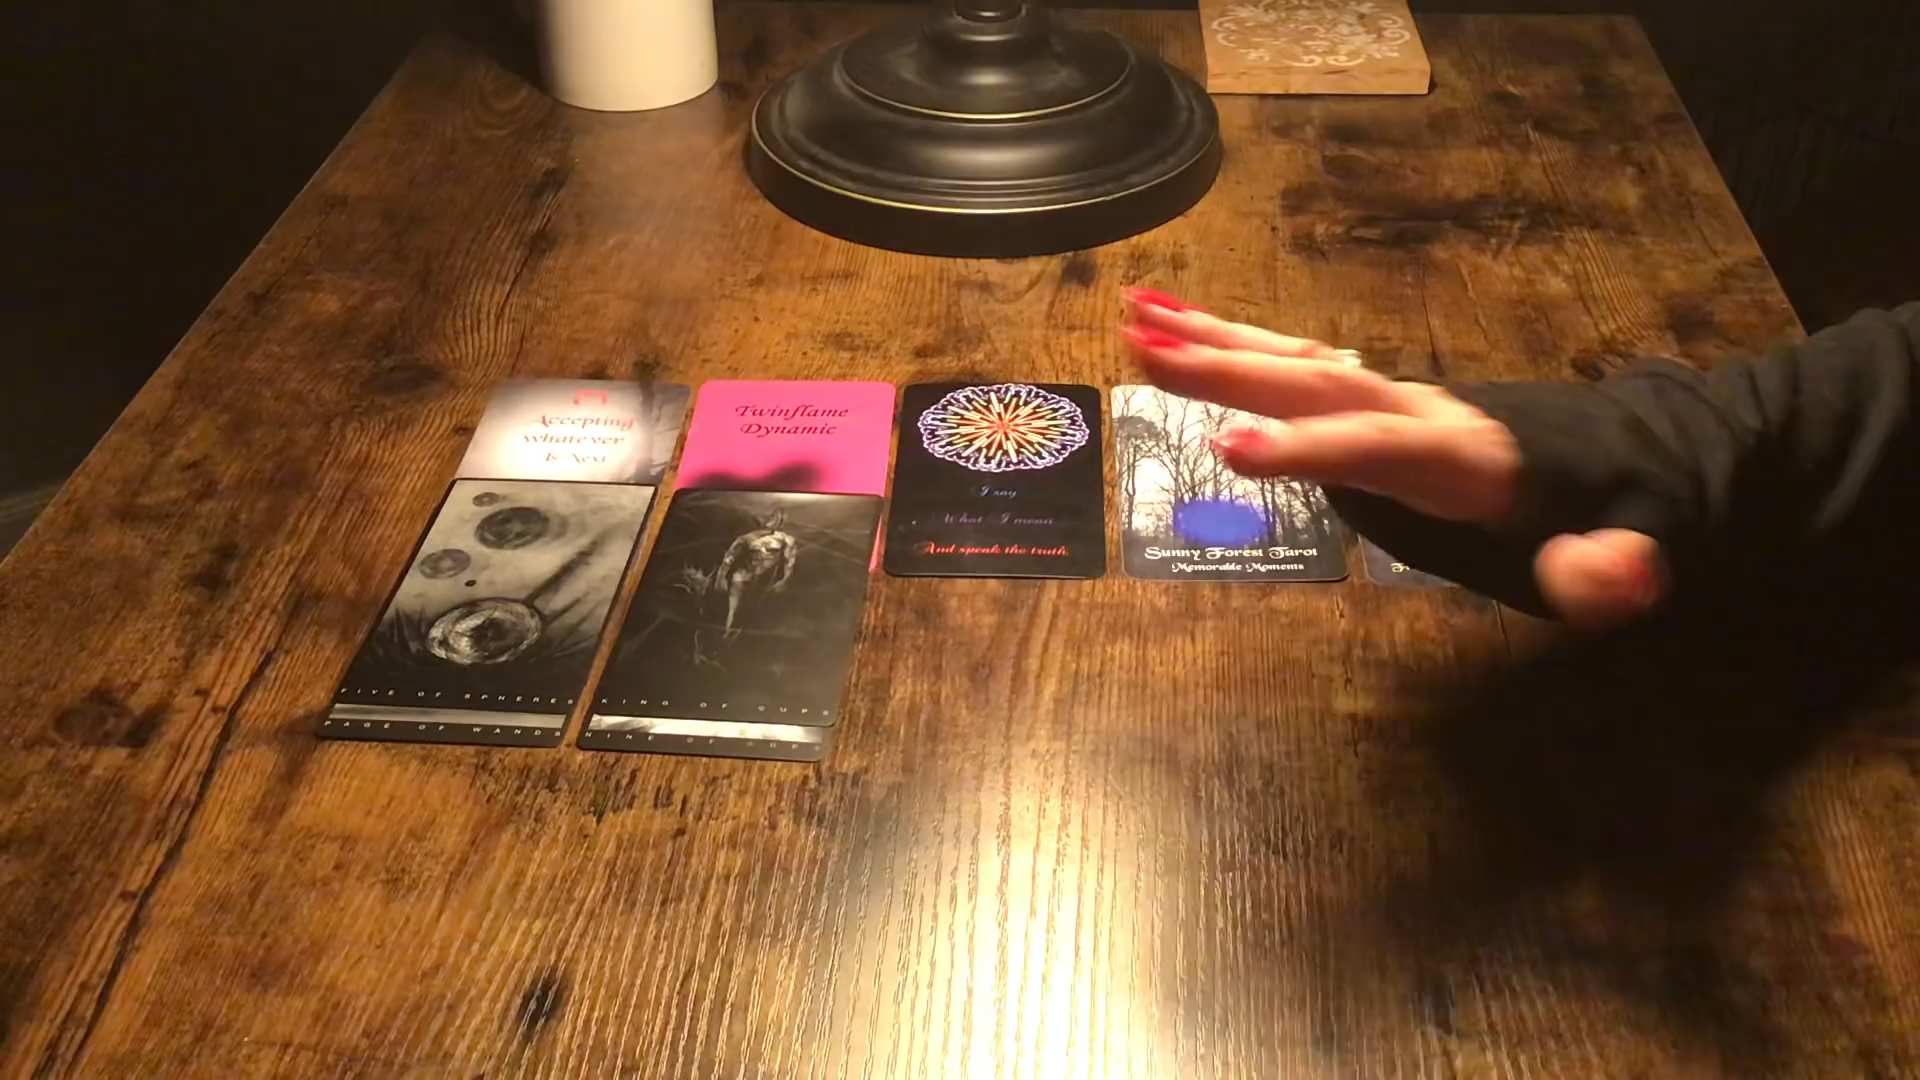 Accepting
whatever
Is Next
Twinflame
Dynamic
I say
What I mean
And speak the truth.
Sunny Forest Tarot
Memorable Moments
FIVE OF SPHERES
PAGE OF WANDS
KING OF CUPS
NINE OF CUPS